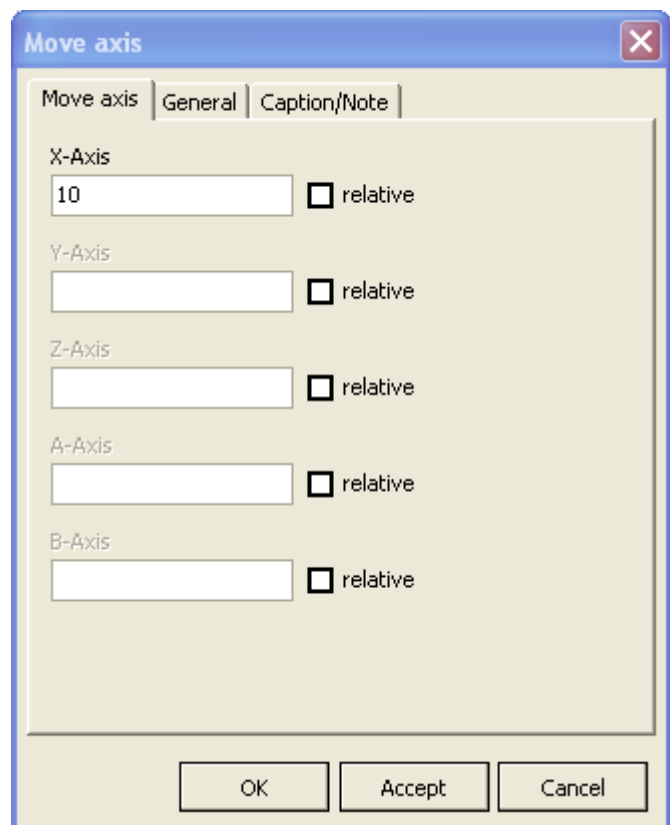 Move axis
Move axis General Caption/Note
X-Axis
10 relative
Y-Axis
relative
Z-Axis
relative
A-Axis
relative
B-Axis
relative
OK Accept Cancel